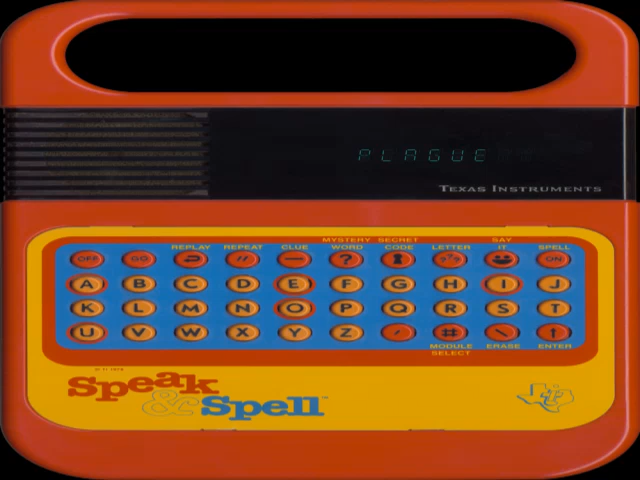 PLAGUE
TEXAS INSTRUMENTS
MYSTERY SECRET SAY
REPLAY REPEAT CLUE WORD CODE LETTER IT SPELL
OFF GO — ? ??? ON
A B C D E F G H I J
K L M N O P Q R S T
U V W X Y Z ' # \ ↑
MODULE SELECT ERASE ENTER
Speak
& Spell™